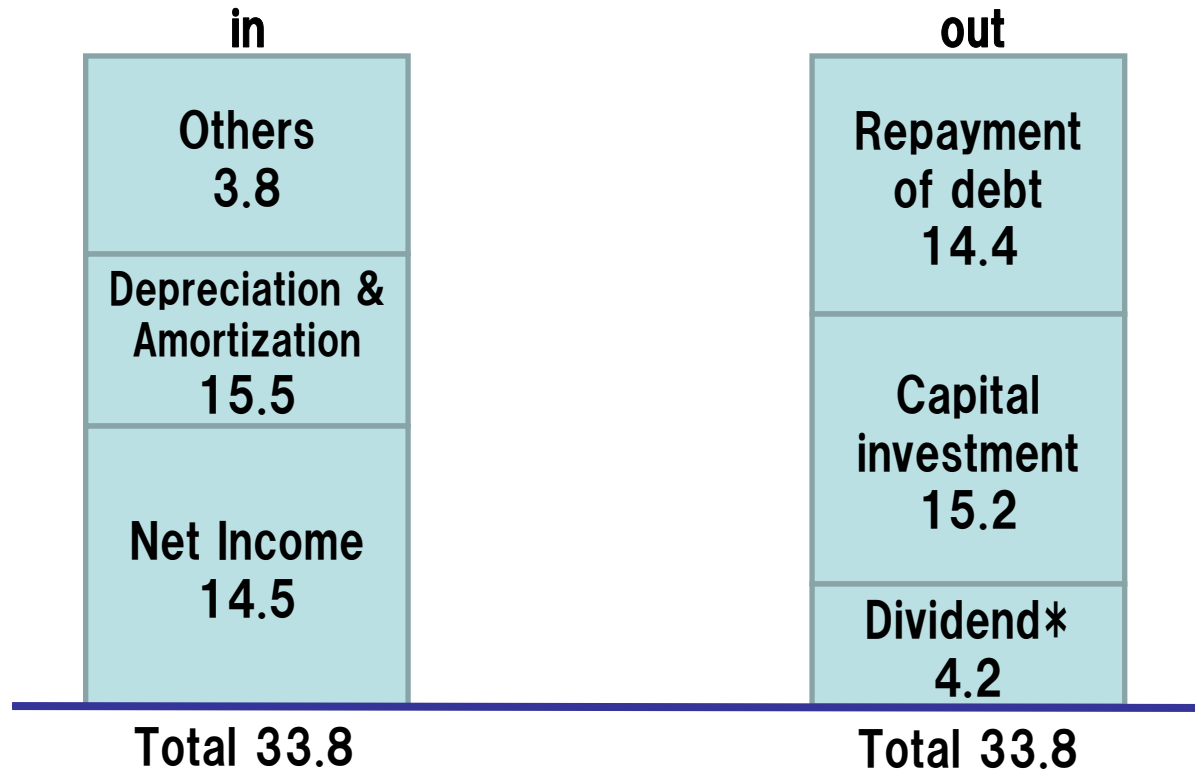 in
Others
3.8
Depreciation &
Amortization
15.5
Net Income
14.5
Total 33.8
out
Repayment
of debt
14.4
Capital
investment
15.2
Dividend*
4.2
Total 33.8